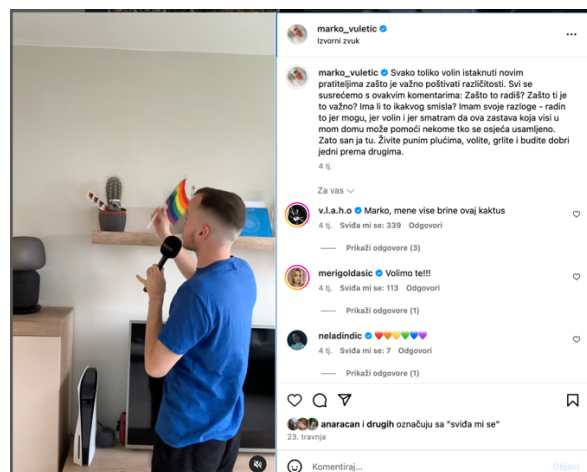 marko_vuletic
Izvorni zvuk
marko_vuletic Svako toliko volin istaknuti novim
pratiteljima zašto je važno poštivati različitosti. Svi se
susrećemo s ovakvim komentarima: Zašto to radiš? Zašto ti je
to važno? Ima li to ikakvog smisla? Imam svoje razloge - radin
to jer mogu, jer volin i jer smatram da ova zastava koja visi u
mom domu može pomoći nekome tko se osjeća usamljeno.
Zato san ja tu. Živite punim plućima, volite, grlite i budite dobri
jedni prema drugima.
4 tj.
Za vas
v.l.a.h.o Marko, mene vise brine ovaj kaktus
4 tj. Sviđa mi se: 339 Odgovori
Prikaži odgovore (3)
merigoldasic Volimo te!!!
4 tj. Sviđa mi se: 113 Odgovori
Prikaži odgovore (1)
neladindic ❤️🧡💛💚💙💜
4 tj. Sviđa mi se: 7 Odgovori
Prikaži odgovore (1)
anaracan i drugih označuju sa "sviđa mi se"
23. travnja
Komentiraj... Objavi